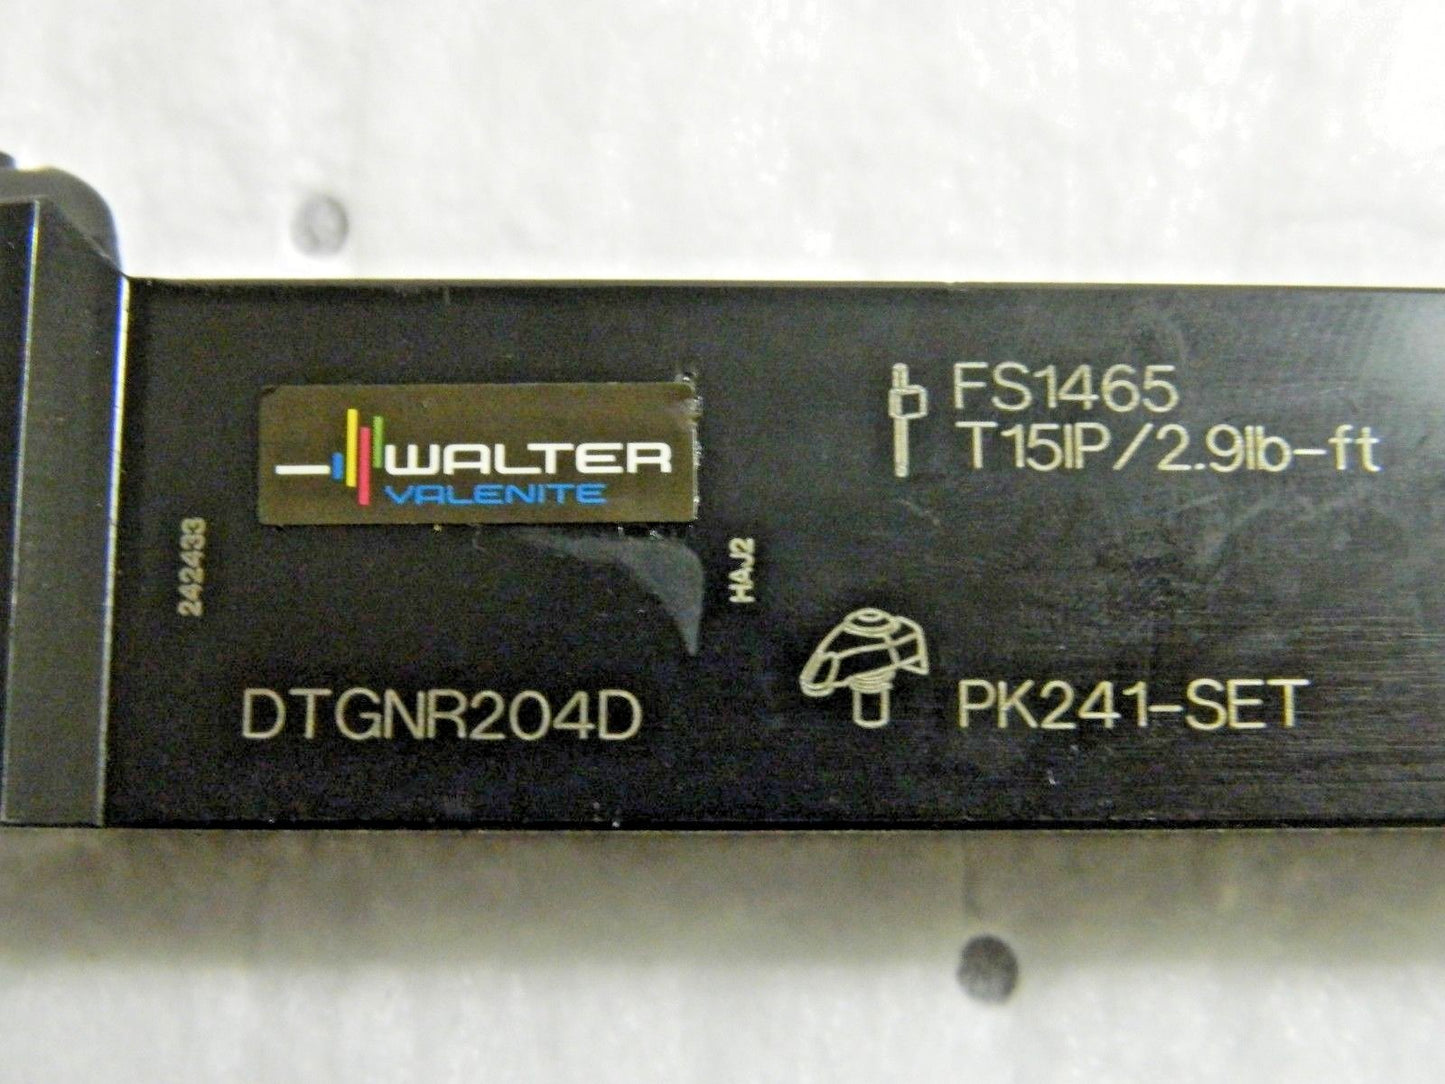 WALTER
VALENITE
242433
HAJ2
DTGNR204D
FS1465
T15IP/2.9lb-ft
PK241-SET